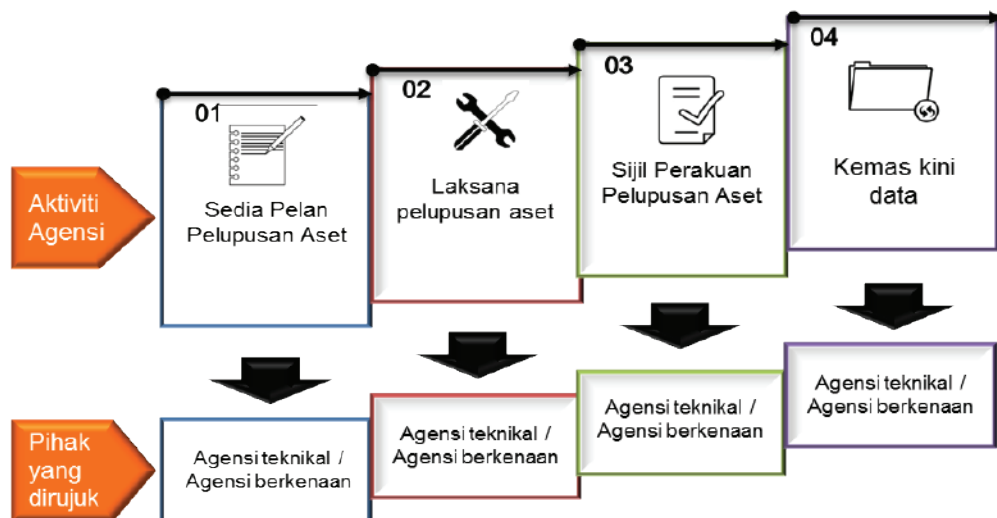 Aktiviti
Agensi
01
Sedia Pelan
Pelupusan Aset
02
Laksana
pelupusan aset
03
Sijil Perakuan
Pelupusan Aset
04
Kemas kini
data
Pihak
yang
dirujuk
Agensi teknikal /
Agensi berkenaan
Agensi teknikal /
Agensi berkenaan
Agensi teknikal /
Agensi berkenaan
Agensi teknikal /
Agensi berkenaan